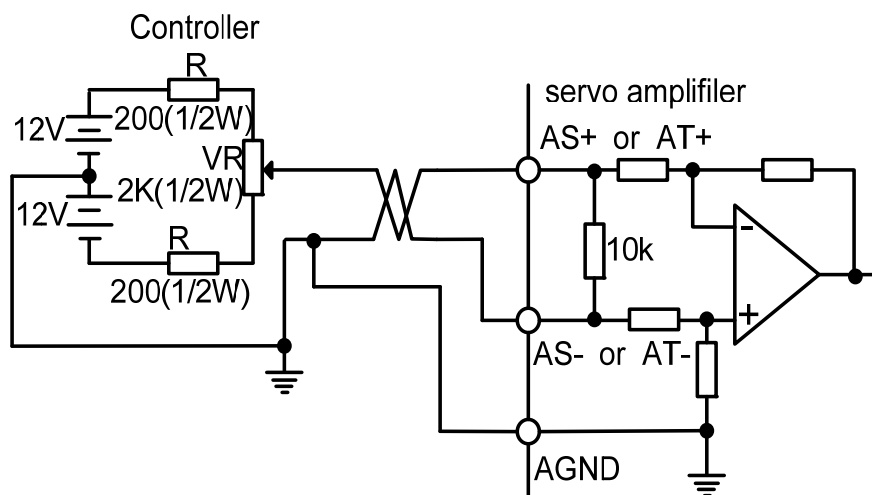 Controller
R
12V
200(1/2W)
VR
2K(1/2W)
12V
R
200(1/2W)
servo amplifiler
AS+ or AT+
-
10k
+
AS- or AT-
AGND